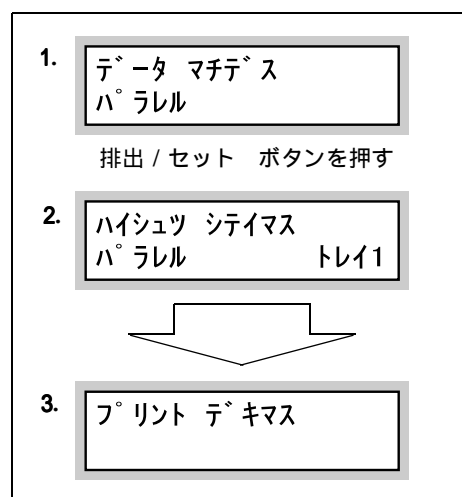 1.
データ マチデス
パラレル
排出 / セット　ボタンを押す
2.
ハイシュツ シテイマス
パラレル　トレイ1
3.
プリント デキマス